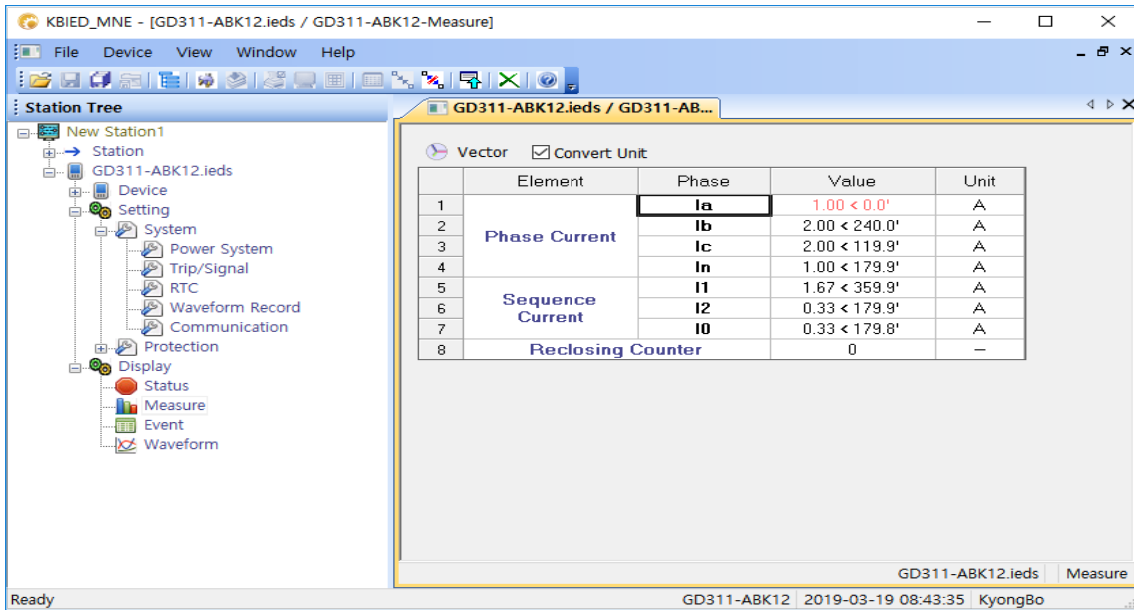 KBIED_MNE - [GD311-ABK12.ieds / GD311-ABK12-Measure]
File Device View Window Help
Station Tree
New Station1
Station
GD311-ABK12.ieds
Device
Setting
System
Power System
Trip/Signal
RTC
Waveform Record
Communication
Protection
Display
Status
Measure
Event
Waveform
GD311-ABK12.ieds / GD311-AB...
Vector Convert Unit
Element Phase Value Unit
1 Phase Current Ia 1.00 < 0.0' A
2 Ib 2.00 < 240.0' A
3 Ic 2.00 < 119.9' A
4 In 1.00 < 179.9' A
5 Sequence Current I1 1.67 < 359.9' A
6 I2 0.33 < 179.9' A
7 I0 0.33 < 179.8' A
8 Reclosing Counter 0 —
GD311-ABK12.ieds Measure
Ready GD311-ABK12 2019-03-19 08:43:35 KyongBo